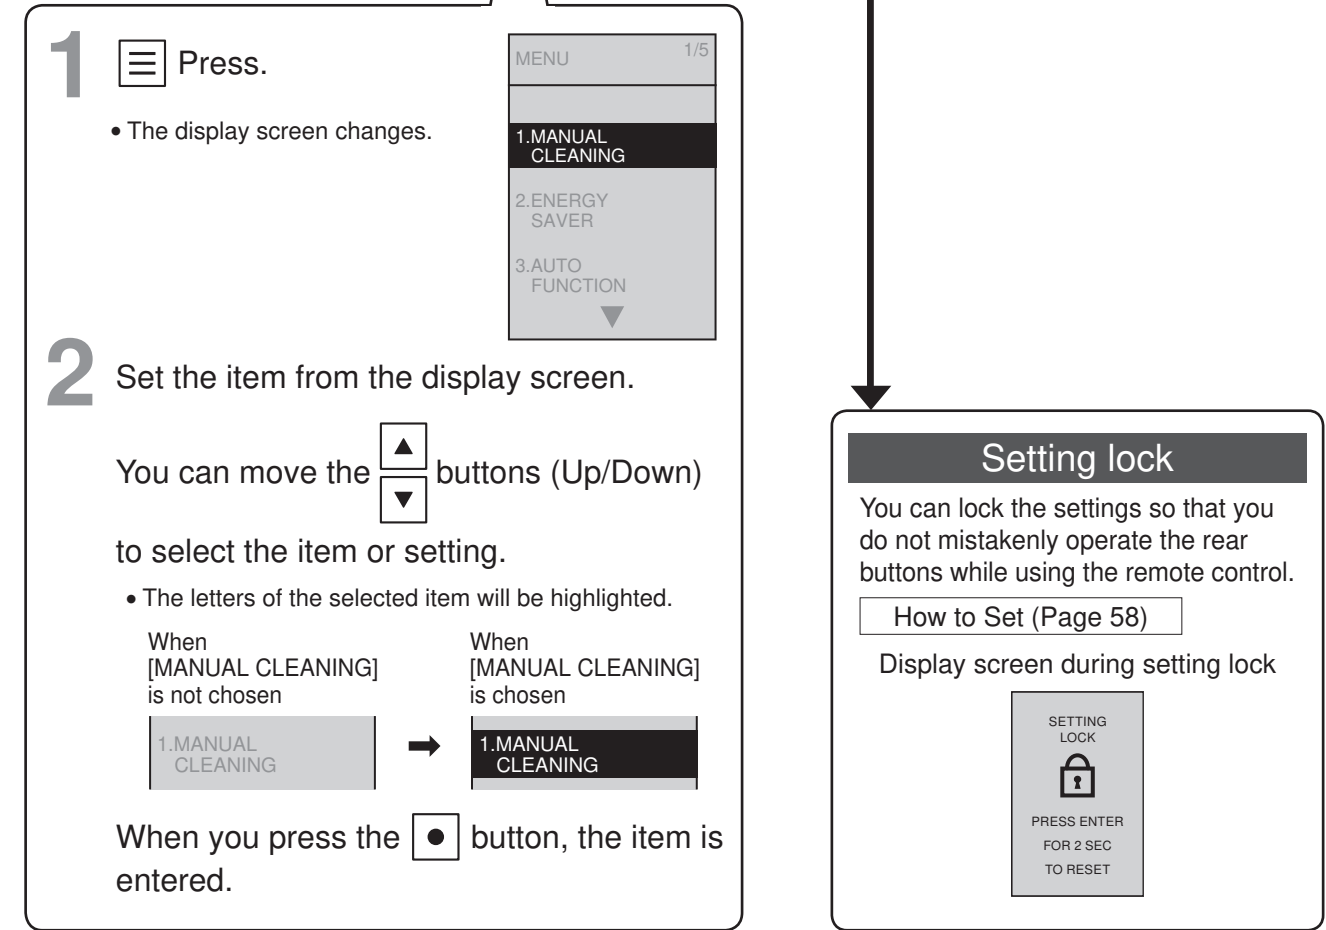 1
Press.
• The display screen changes.
MENU 1/5
1.MANUAL
CLEANING
2.ENERGY
SAVER
3.AUTO
FUNCTION
2
Set the item from the display screen.
You can move the buttons (Up/Down)
to select the item or setting.
• The letters of the selected item will be highlighted.
When
[MANUAL CLEANING]
is not chosen
1.MANUAL
CLEANING
When
[MANUAL CLEANING]
is chosen
1.MANUAL
CLEANING
When you press the button, the item is
entered.
Setting lock
You can lock the settings so that you
do not mistakenly operate the rear
buttons while using the remote control.
How to Set (Page 58)
Display screen during setting lock
SETTING
LOCK
PRESS ENTER
FOR 2 SEC
TO RESET